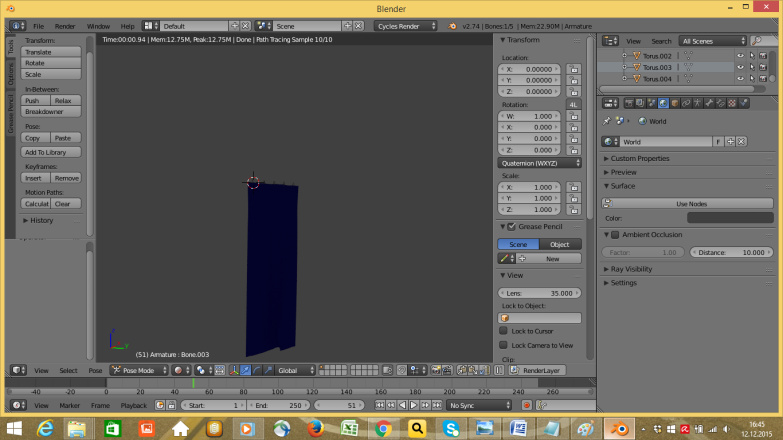 Blender
File Render Window Help Default Scene Cycles Render v2.74 | Bones:1/5 | Mem:22.90M | Armature
Time:00:00.94 | Mem:12.75M, Peak:12.75M | Done | Path Tracing Sample 10/10
Tools
Options
Grease Pencil
Transform:
Translate
Rotate
Scale
In-Between:
Push Relax
Breakdowner
Pose:
Copy Paste
Add To Library
Keyframes:
Insert Remove
Motion Paths:
Calculat Clear
History
Operator
(51) Armature : Bone.003
Transform
Location:
X: 0.00000
Y: 0.00000
Z: 0.00000
Rotation:
4L
W: 1.000
X: 0.000
Y: 0.000
Z: 0.000
Quaternion (WXYZ)
Scale:
X: 1.000
Y: 1.000
Z: 1.000
Grease Pencil
Scene Object
New
View
Lens: 35.000
Lock to Object:
Lock to Cursor
Lock Camera to View
Clip:
View Search All Scenes
Torus.002
Torus.003
Torus.004
World
World F
Custom Properties
Preview
Surface
Use Nodes
Color:
Ambient Occlusion
Factor: 1.00 Distance: 10.000
Ray Visibility
Settings
View Select Pose Pose Mode Global RenderLayer
-40 -20 0 20 40 60 80 100 120 140 160 180 200 220 240 260
View Marker Frame Playback Start: 1 End: 250 51 No Sync
16:45
12.12.2015